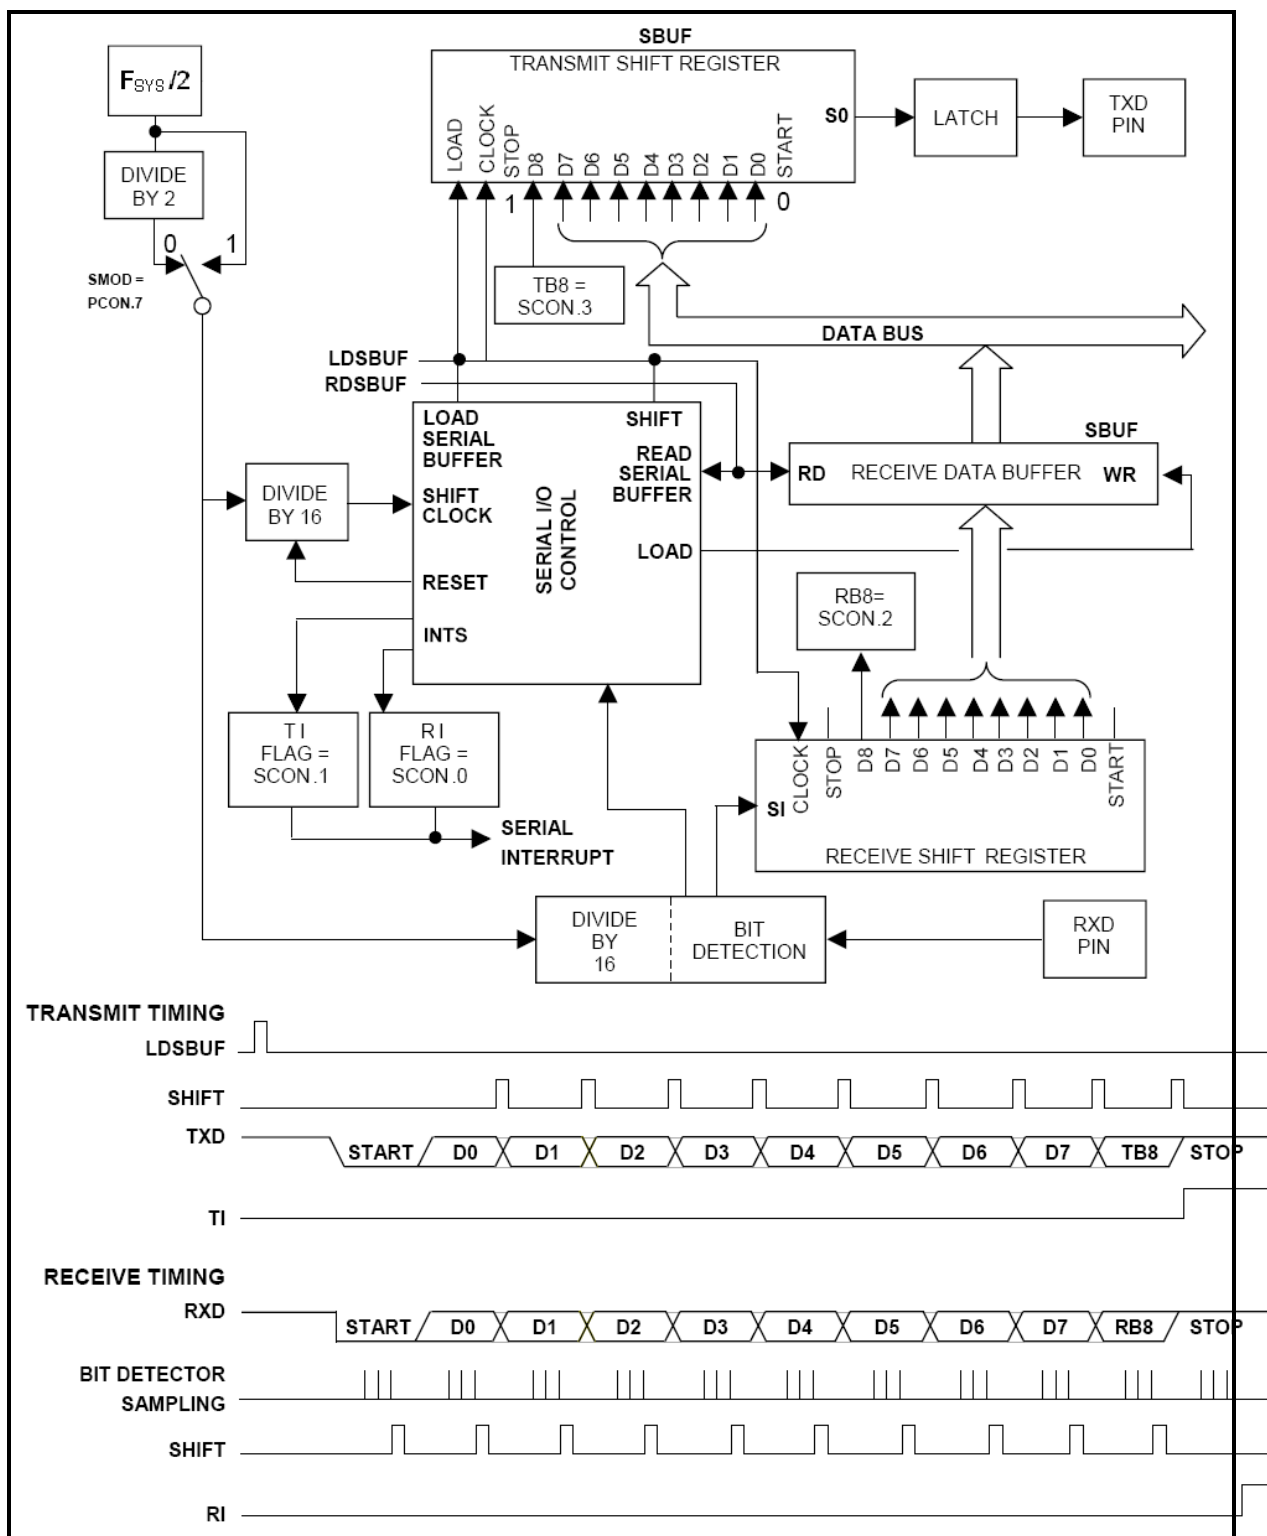 SBUF
TRANSMIT SHIFT REGISTER
LOAD
CLOCK
STOP
D8
D7
D6
D5
D4
D3
D2
D1
D0
START
S0
LATCH
TXD
PIN
FSYS/2
DIVIDE
BY 2
0
1
SMOD =
PCON.7
1
0
TB8 =
SCON.3
DATA BUS
LDSBUF
RDSBUF
LOAD
SERIAL
BUFFER
SHIFT
READ
SERIAL
BUFFER
SHIFT
CLOCK
SERIAL I/O
CONTROL
LOAD
RESET
INTS
DIVIDE
BY 16
SBUF
RD
RECEIVE DATA BUFFER
WR
RB8=
SCON.2
TI
FLAG =
SCON.1
RI
FLAG =
SCON.0
SERIAL
INTERRUPT
CLOCK
STOP
D8
D7
D6
D5
D4
D3
D2
D1
D0
START
SI
RECEIVE SHIFT REGISTER
DIVIDE
BY
16
BIT
DETECTION
RXD
PIN
TRANSMIT TIMING
LDSBUF
SHIFT
TXD
START D0 D1 D2 D3 D4 D5 D6 D7 TB8 STOP
TI
RECEIVE TIMING
RXD
START D0 D1 D2 D3 D4 D5 D6 D7 RB8 STOP
BIT DETECTOR
SAMPLING
SHIFT
RI